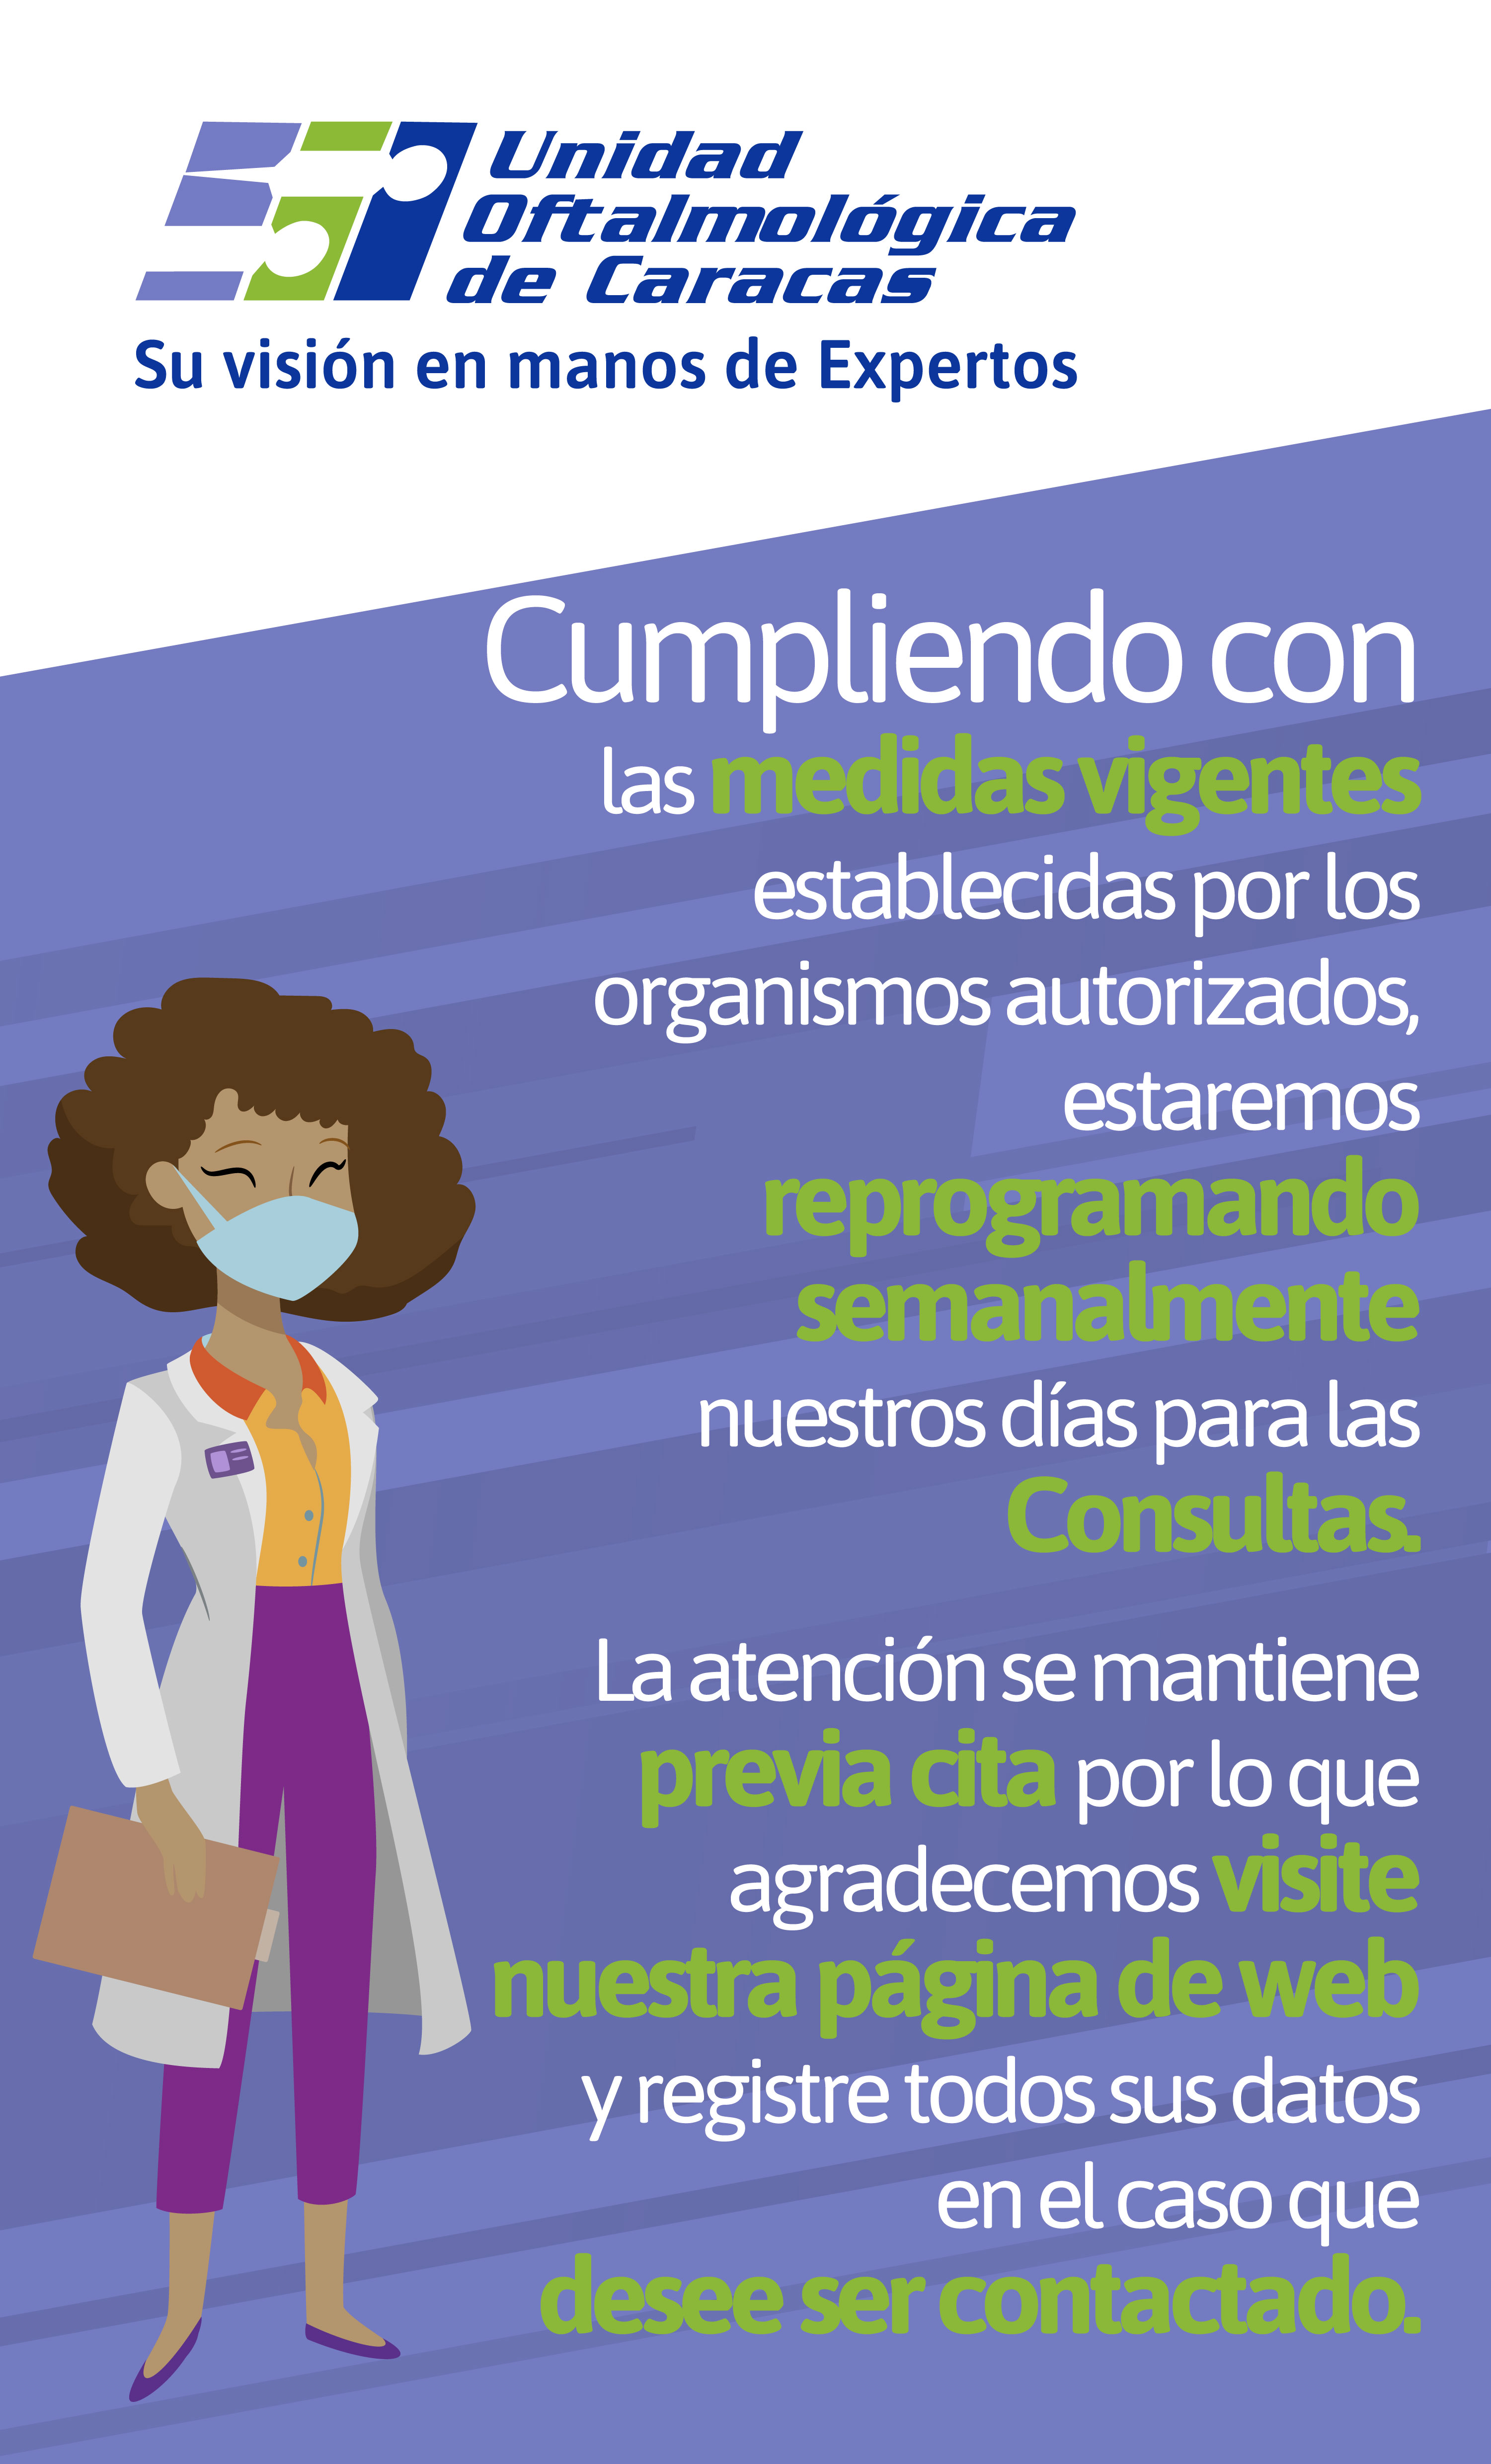 Unidad
Oftalmológica
de Caracas
Su visión en manos de Expertos
Cumpliendo con
las medidas vigentes
establecidas por los
organismos autorizados,
estaremos
reprogramando
semanalmente
nuestros días para las
Consultas.
La atención se mantiene
previa cita por lo que
agradecemos visite
nuestra página de web
y registre todos sus datos
en el caso que
desee ser contactado.